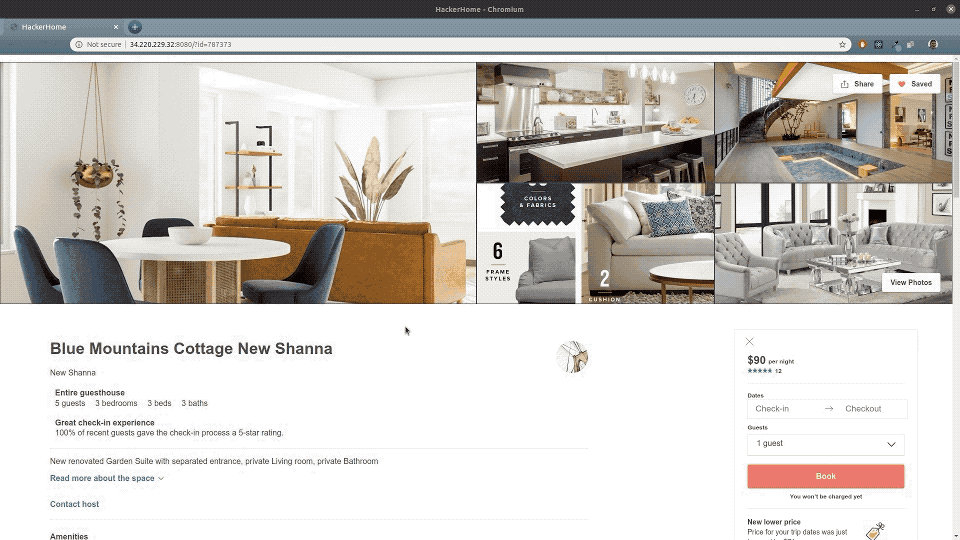 HackerHome - Chromium
HackerHome
Not secure
34.220.229.32:8080/?id=787373
Share
Saved
COLORS
& FABRICS
6
FRAME
STYLES
2
CUSHION
View Photos
Blue Mountains Cottage New Shanna
New Shanna
Entire guesthouse
5 guests 3 bedrooms 3 beds 3 baths
Great check-in experience
100% of recent guests gave the check-in process a 5-star rating.
New renovated Garden Suite with separated entrance, private Living room, private Bathroom
Read more about the space
Contact host
Amenities
$90 per night
12
Dates
Check-in
Checkout
Guests
1 guest
Book
You won't be charged yet
New lower price
Price for your trip dates was just